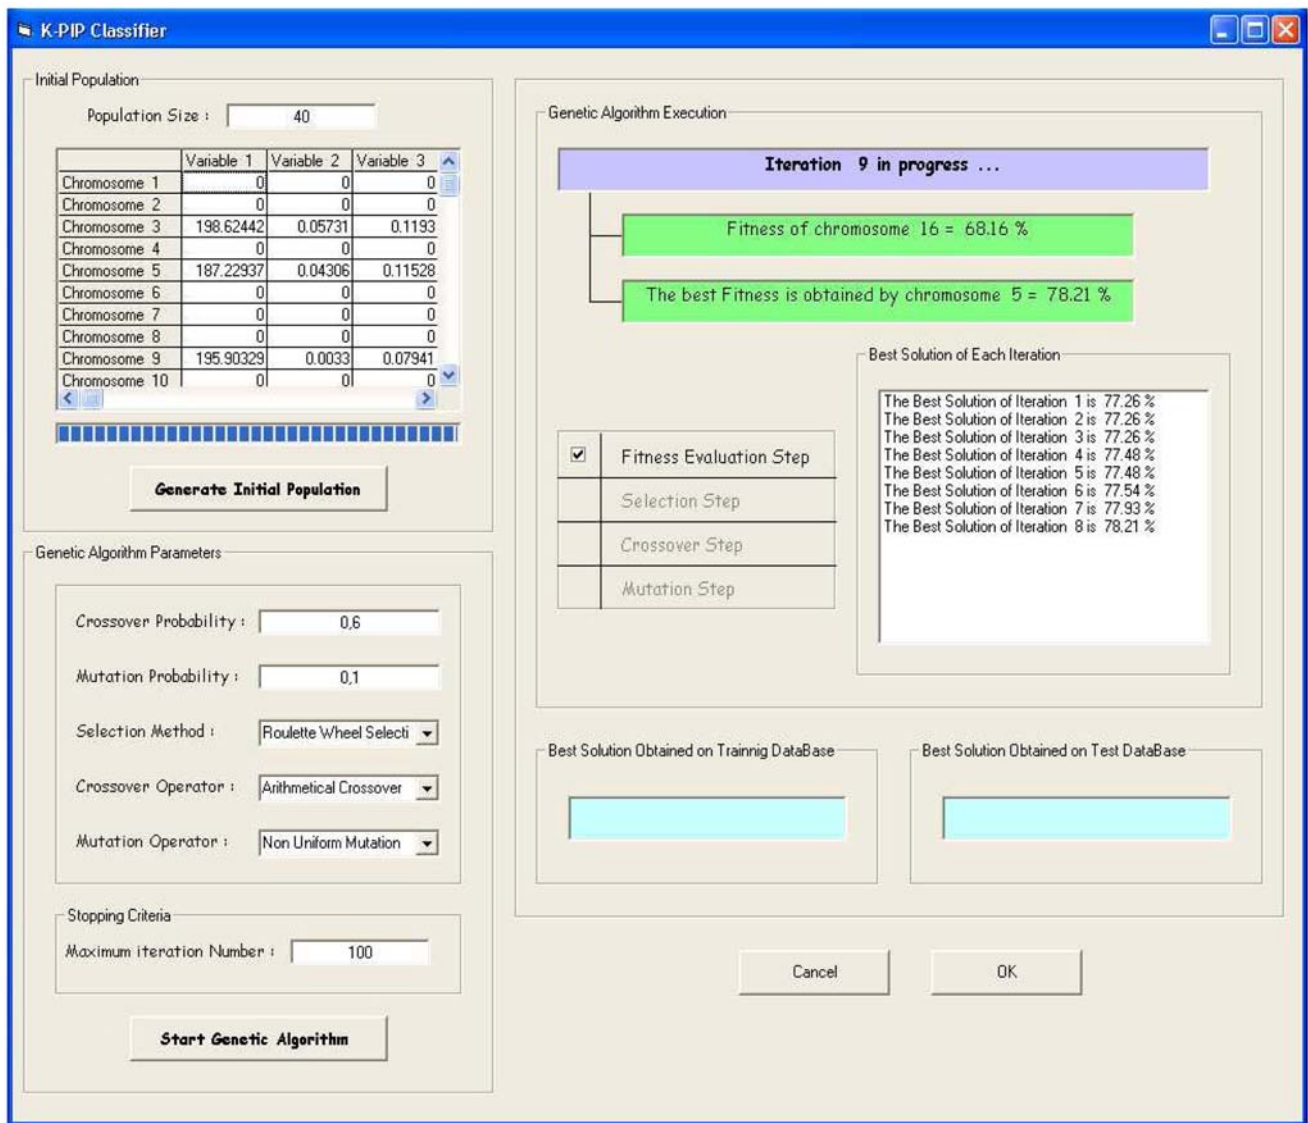 K-PIP Classifier
Initial Population
Population Size : 40
Variable 1 Variable 2 Variable 3
Chromosome 1 0 0 0
Chromosome 2 0 0 0
Chromosome 3 198.62442 0.05731 0.1193
Chromosome 4 0 0 0
Chromosome 5 187.22937 0.04306 0.11528
Chromosome 6 0 0 0
Chromosome 7 0 0 0
Chromosome 8 0 0 0
Chromosome 9 195.90329 0.0033 0.07941
Chromosome 10 0 0 0
Generate Initial Population
Genetic Algorithm Parameters
Crossover Probability : 0,6
Mutation Probability : 0,1
Selection Method : Roulette Wheel Selecti
Crossover Operator : Arithmetical Crossover
Mutation Operator : Non Uniform Mutation
Stopping Criteria
Maximum iteration Number : 100
Start Genetic Algorithm
Genetic Algorithm Execution
Iteration 9 in progress ...
Fitness of chromosome 16 = 68.16 %
The best Fitness is obtained by chromosome 5 = 78.21 %
Fitness Evaluation Step
Selection Step
Crossover Step
Mutation Step
Best Solution of Each Iteration
The Best Solution of Iteration 1 is 77.26 %
The Best Solution of Iteration 2 is 77.26 %
The Best Solution of Iteration 3 is 77.26 %
The Best Solution of Iteration 4 is 77.48 %
The Best Solution of Iteration 5 is 77.48 %
The Best Solution of Iteration 6 is 77.54 %
The Best Solution of Iteration 7 is 77.93 %
The Best Solution of Iteration 8 is 78.21 %
Best Solution Obtained on Trainnig DataBase
Best Solution Obtained on Test DataBase
Cancel
OK